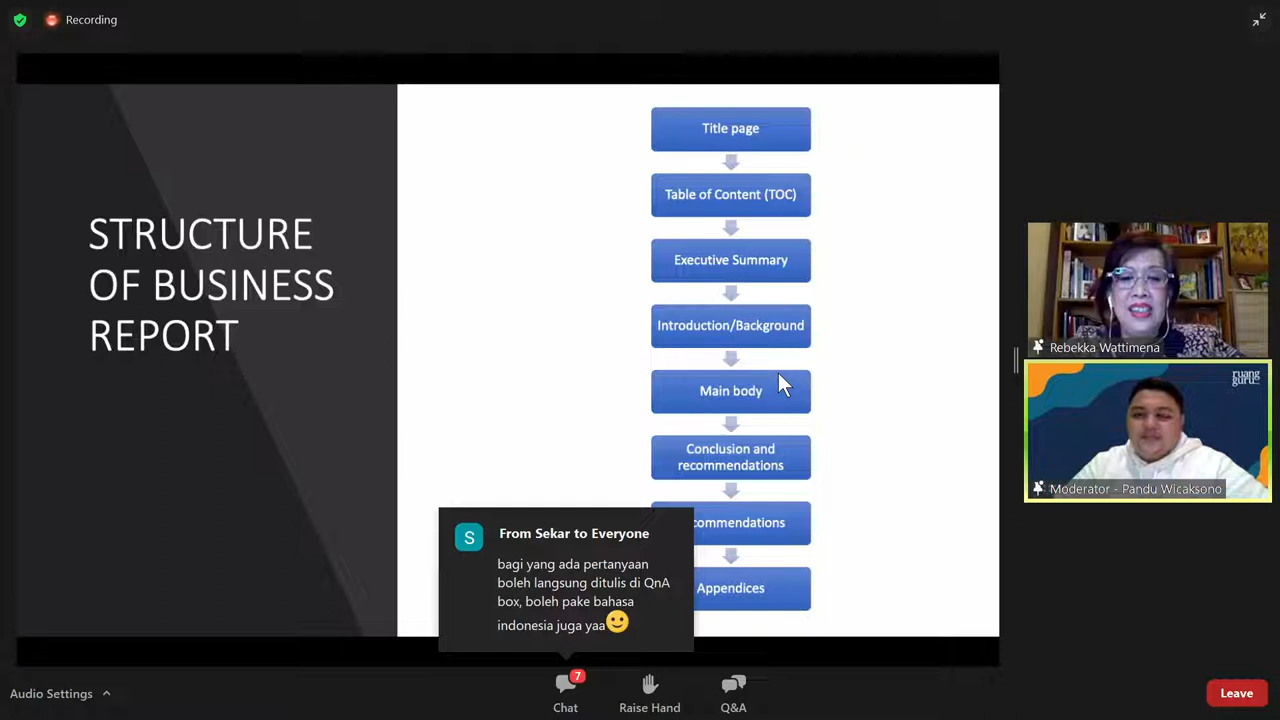 Recording
STRUCTURE
OF BUSINESS
REPORT
Title page
Table of Content (TOC)
Executive Summary
Introduction/Background
Main body
Conclusion and
recommendations
commendations
Appendices
From Sekar to Everyone
S
bagi yang ada pertanyaan
boleh langsung ditulis di QnA
box, boleh pake bahasa
indonesia juga yaa🙂
Rebekka Wattimena
ruang
guru
Moderator - Pandu Wicaksono
Audio Settings
7
Chat
Raise Hand
Q&A
Leave